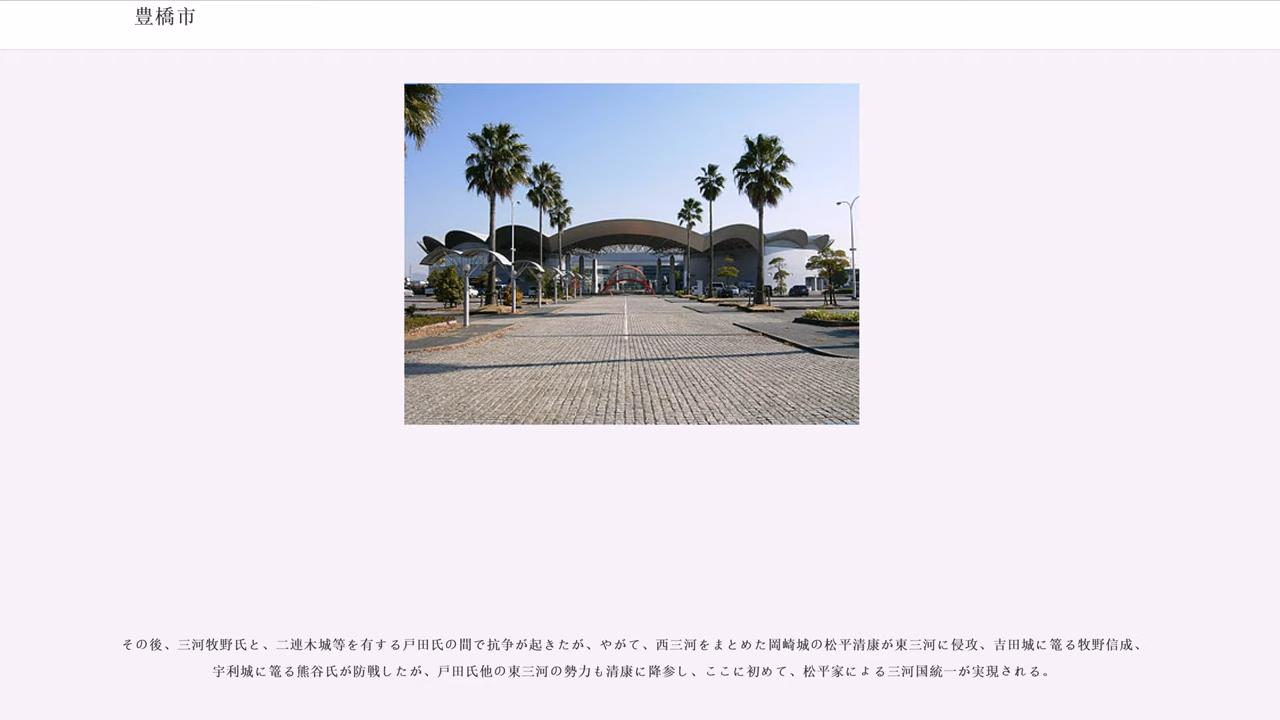 豊橋市
その後、三河牧野氏と、二連木城等を有する戸田氏の間で抗争が起きたが、やがて、西三河をまとめた岡崎城の松平清康が東三河に侵攻、吉田城に篭る牧野信成、
宇利城に篭る熊谷氏が防戦したが、戸田氏他の東三河の勢力も清康に降参し、ここに初めて、松平家による三河国統一が実現される。